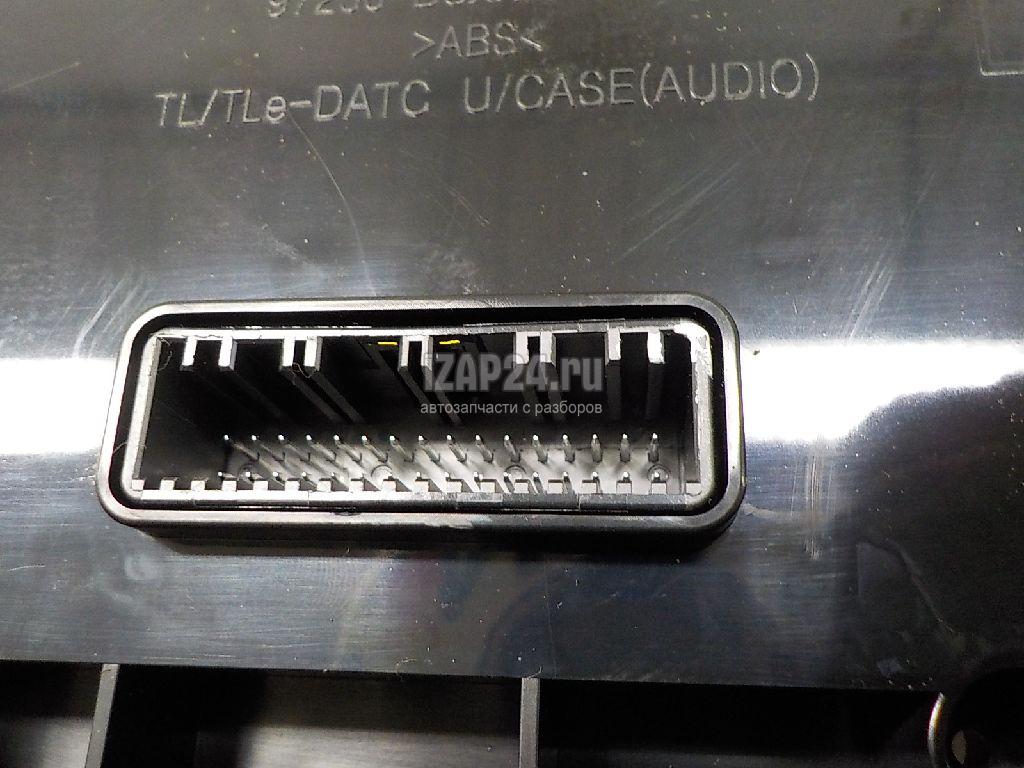 >ABS<
TL/TLe-DATC U/CASE(AUDIO)
iZAP24.ru
автозапчасти с разборов